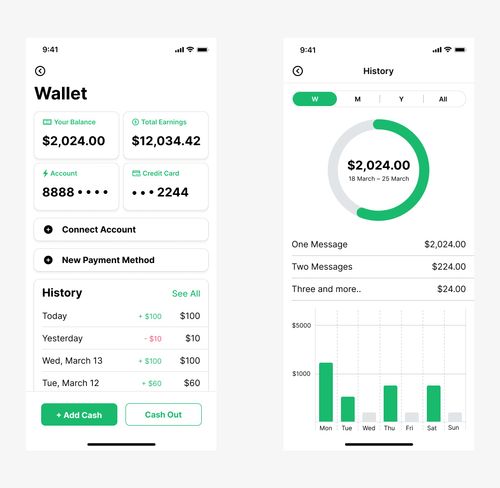 9:41
Wallet
Your Balance
$2,024.00
Total Earnings
$12,034.42
Account
8888 • • • •
Credit Card
• • • 2244
Connect Account
New Payment Method
History
See All
Today + $100 $100
Yesterday - $10 $10
Wed, March 13 + $100 $100
Tue, March 12 + $60 $60
+ Add Cash
Cash Out
9:41
History
W M Y All
$2,024.00
18 March – 25 March
One Message $2,024.00
Two Messages $224.00
Three and more.. $24.00
$5000
$1000
Mon Tue Wed Thu Fri Sat Sun